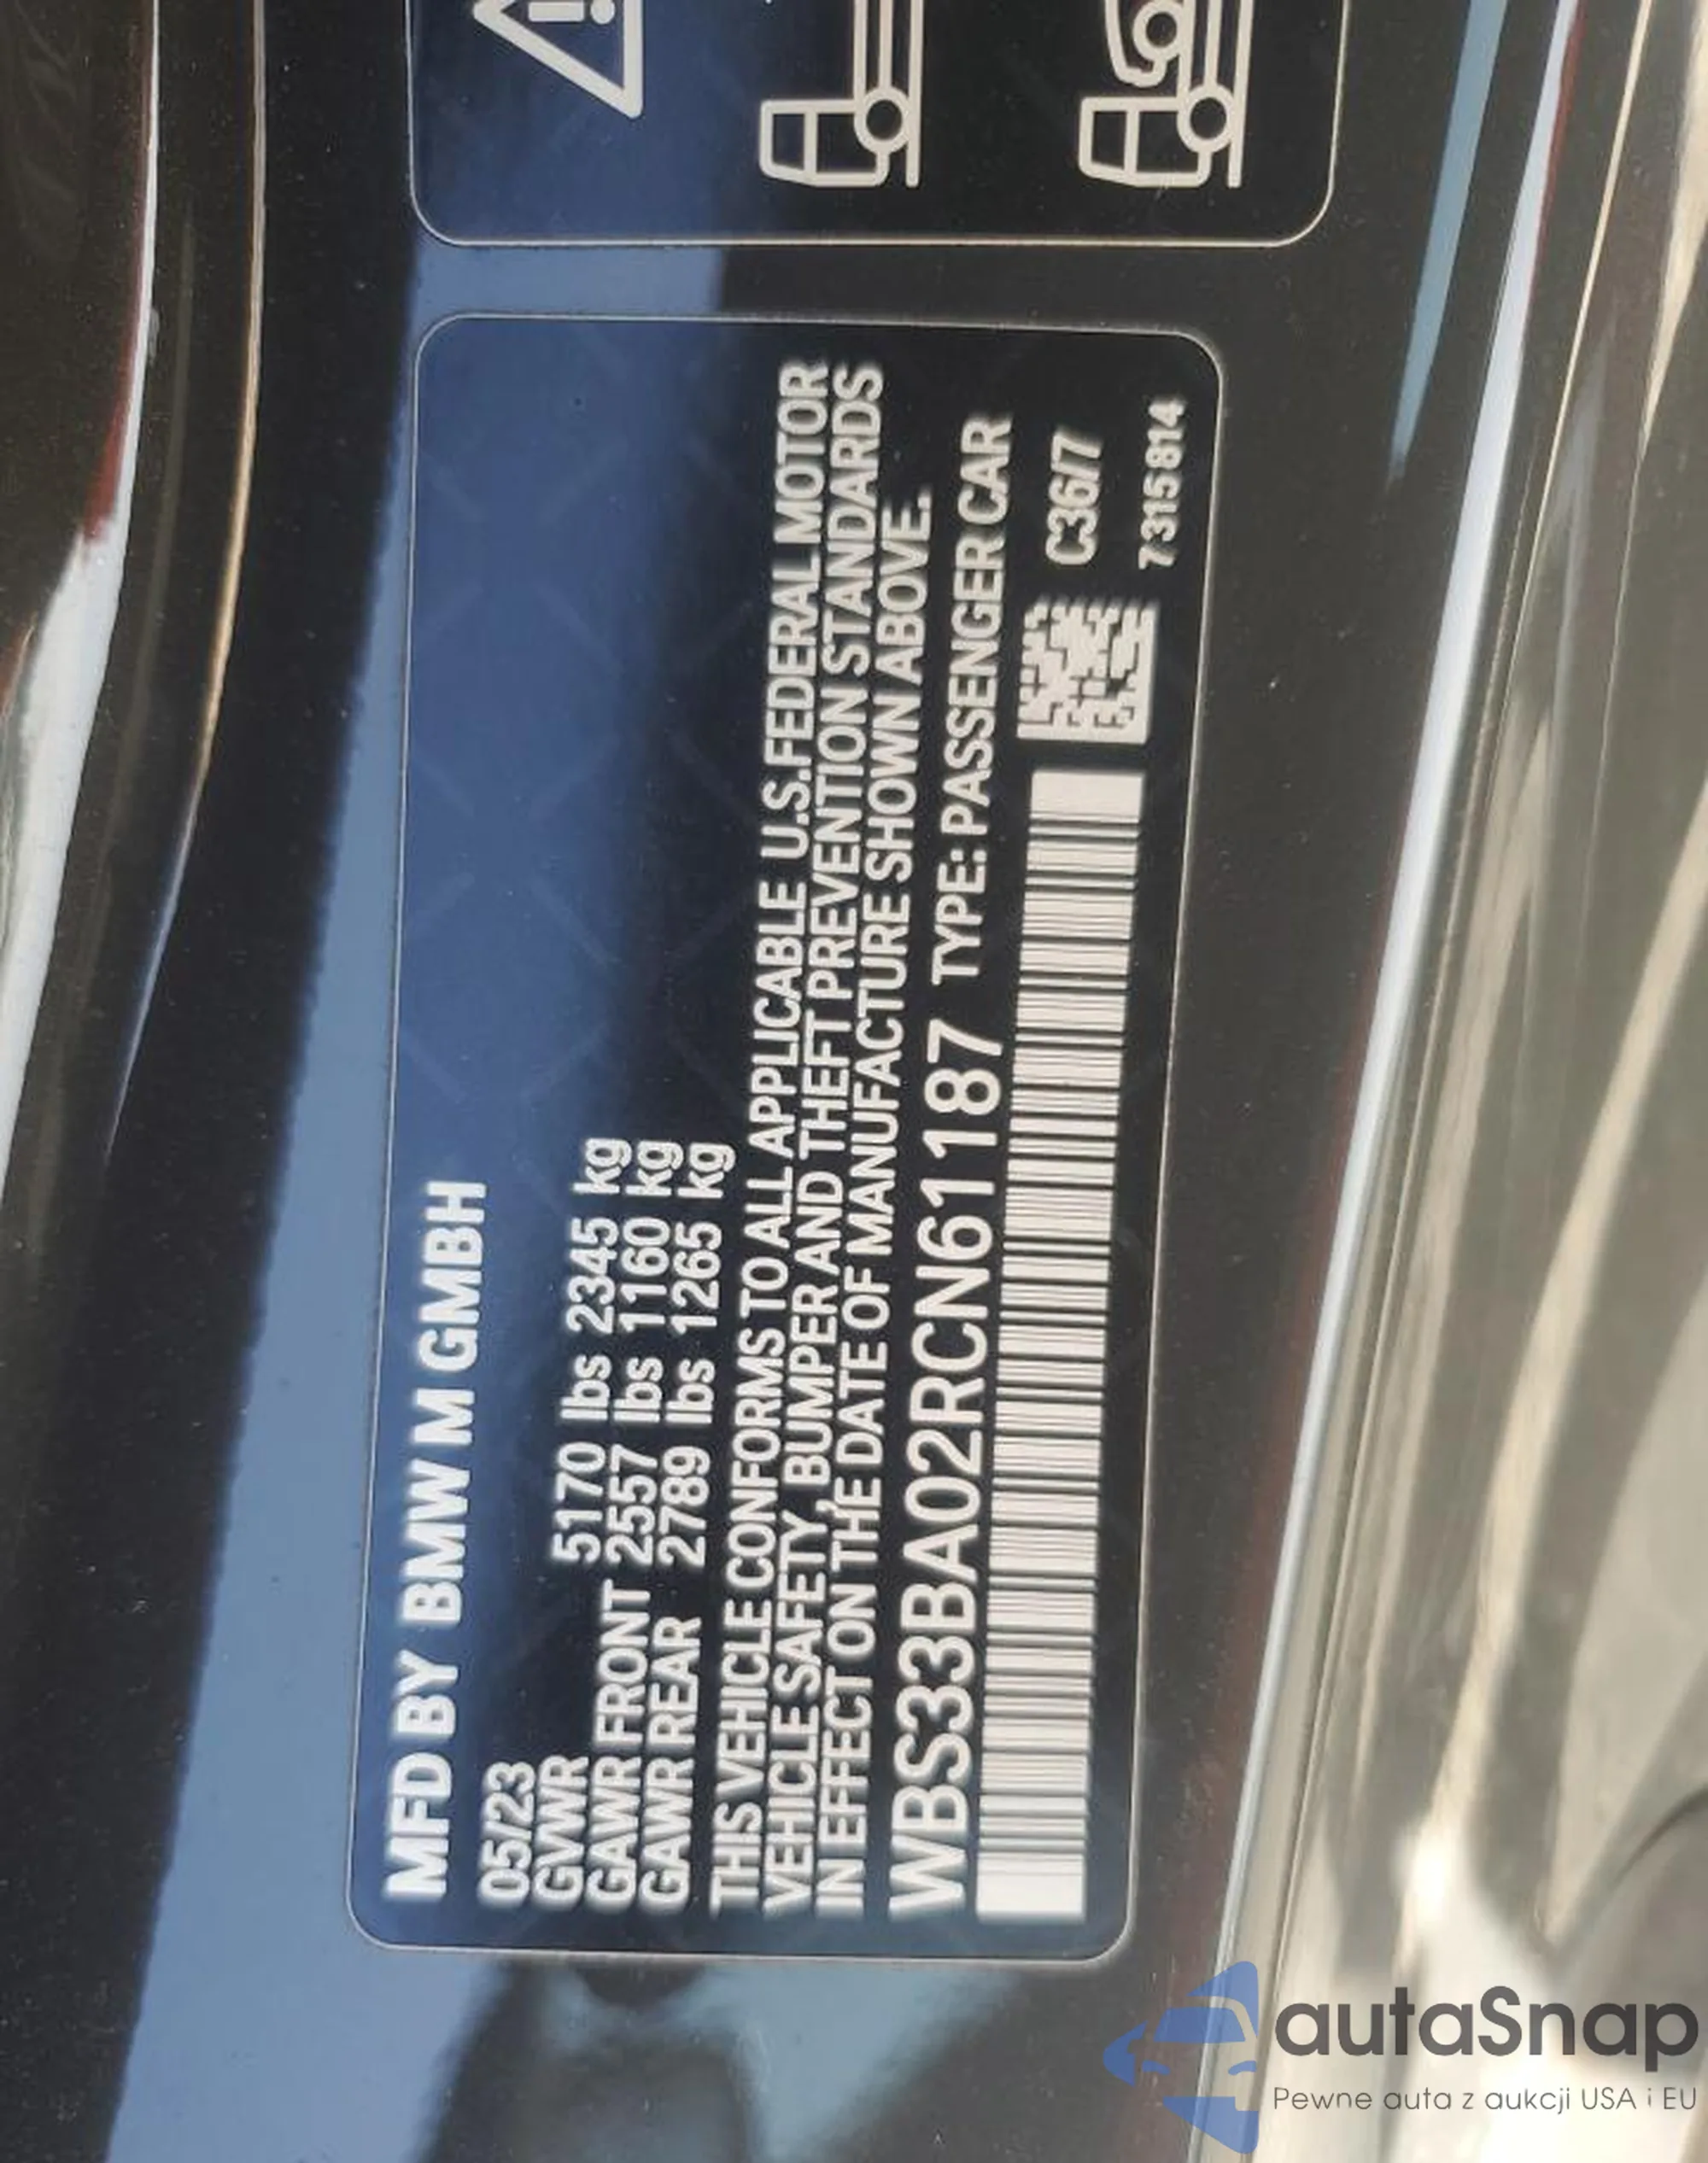 MFD BY BMW M GMBH
05/23
GVWR 5170 lbs 2345 kg
GAWR FRONT 2557 lbs 1160 kg
GAWR REAR 2789 lbs 1265 kg
THIS VEHICLE CONFORMS TO ALL APPLICABLE U.S. FEDERAL MOTOR
VEHICLE SAFETY, BUMPER AND THEFT PREVENTION STANDARDS
IN EFFECT ON THE DATE OF MANUFACTURE SHOWN ABOVE.
WBS33BA02RCN61187 TYPE: PASSENGER CAR
C36/7
7315814
autaSnap
Pewne auta z aukcji USA i EU